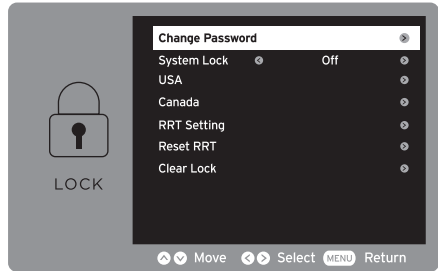 Change Password
System Lock Off
USA
Canada
RRT Setting
Reset RRT
Clear Lock
LOCK
Move Select MENU Return